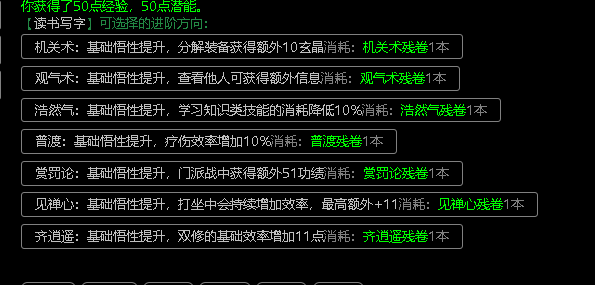 你获得了50点经验，50点潜能。
【读书写字】可选择的进阶方向：
机关术：基础悟性提升，分解装备获得额外10玄晶消耗：机关术残卷1本
观气术：基础悟性提升，查看他人可获得额外信息消耗：观气术残卷1本
浩然气：基础悟性提升，学习知识类技能的消耗降低10%消耗：浩然气残卷1本
普渡：基础悟性提升，疗伤效率增加10%消耗：普渡残卷1本
赏罚论：基础悟性提升，门派战中获得额外51功绩消耗：赏罚论残卷1本
见禅心：基础悟性提升，打坐中会持续增加效率，最高额外+11消耗：见禅心残卷1本
齐逍遥：基础悟性提升，双修的基础效率增加11点消耗：齐逍遥残卷1本